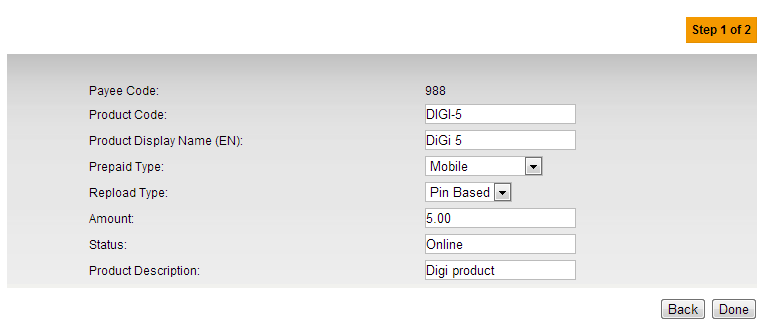 Step 1 of 2
Payee Code: 988
Product Code: DIGI-5
Product Display Name (EN): DiGi 5
Prepaid Type: Mobile
Repload Type: Pin Based
Amount: 5.00
Status: Online
Product Description: Digi product
Back Done